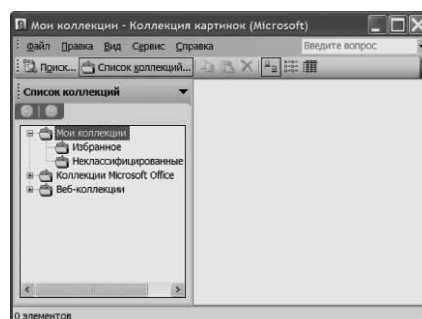 Мои коллекции - Коллекция картинок (Microsoft)
Файл Правка Вид Сервис Справка Введите вопрос
Поиск... Список коллекций...
Список коллекций
Мои коллекции
Избранное
Неклассифицированные
Коллекции Microsoft Office
Веб-коллекции
0 элементов